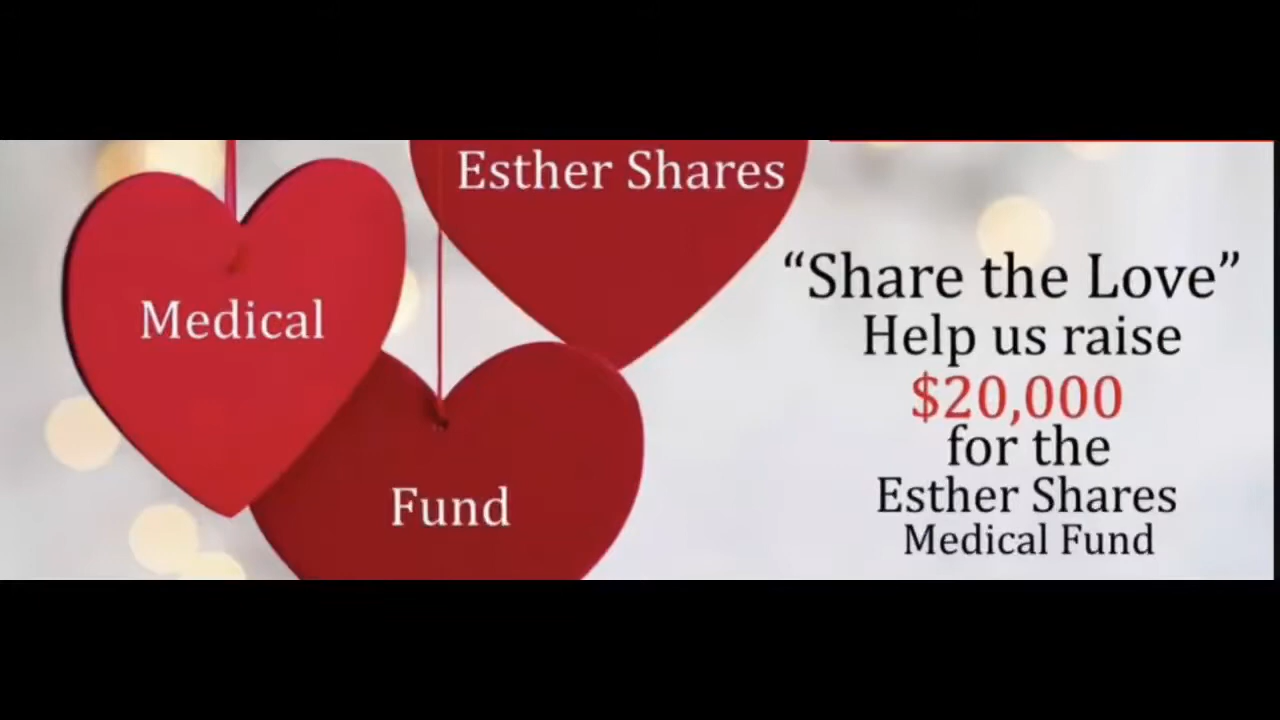 Esther Shares
Medical
Fund
“Share the Love”
Help us raise
$20,000
for the
Esther Shares
Medical Fund